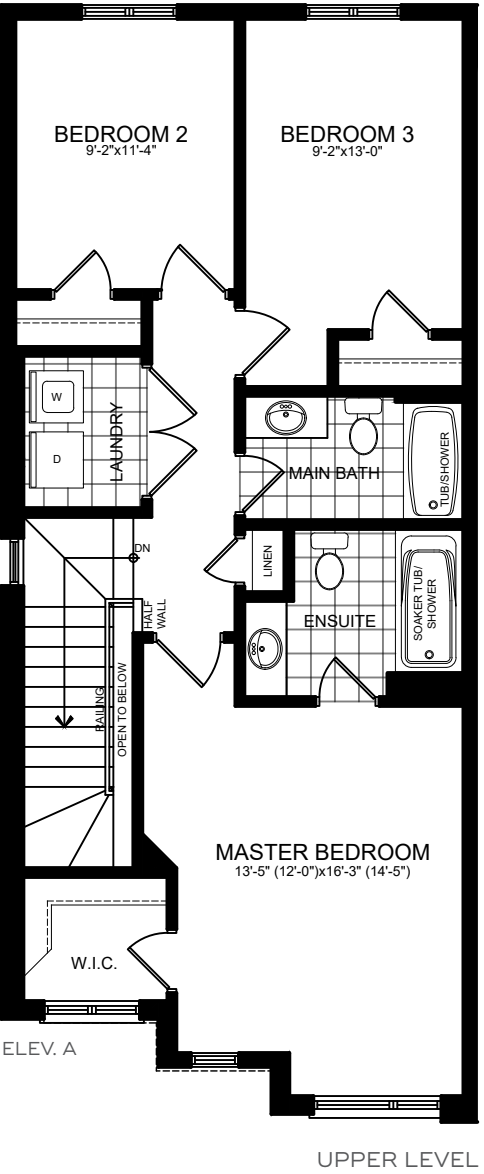 BEDROOM 2
9'-2"x11'-4"
BEDROOM 3
9'-2"x13'-0"
W
D
LAUNDRY
MAIN BATH
TUB/SHOWER
DN
LINEN
HALF
WALL
ENSUITE
SOAKER TUB/
SHOWER
RAILING
OPEN TO BELOW
MASTER BEDROOM
13'-5" (12'-0")x16'-3" (14'-5")
W.I.C.
ELEV. A
UPPER LEVEL